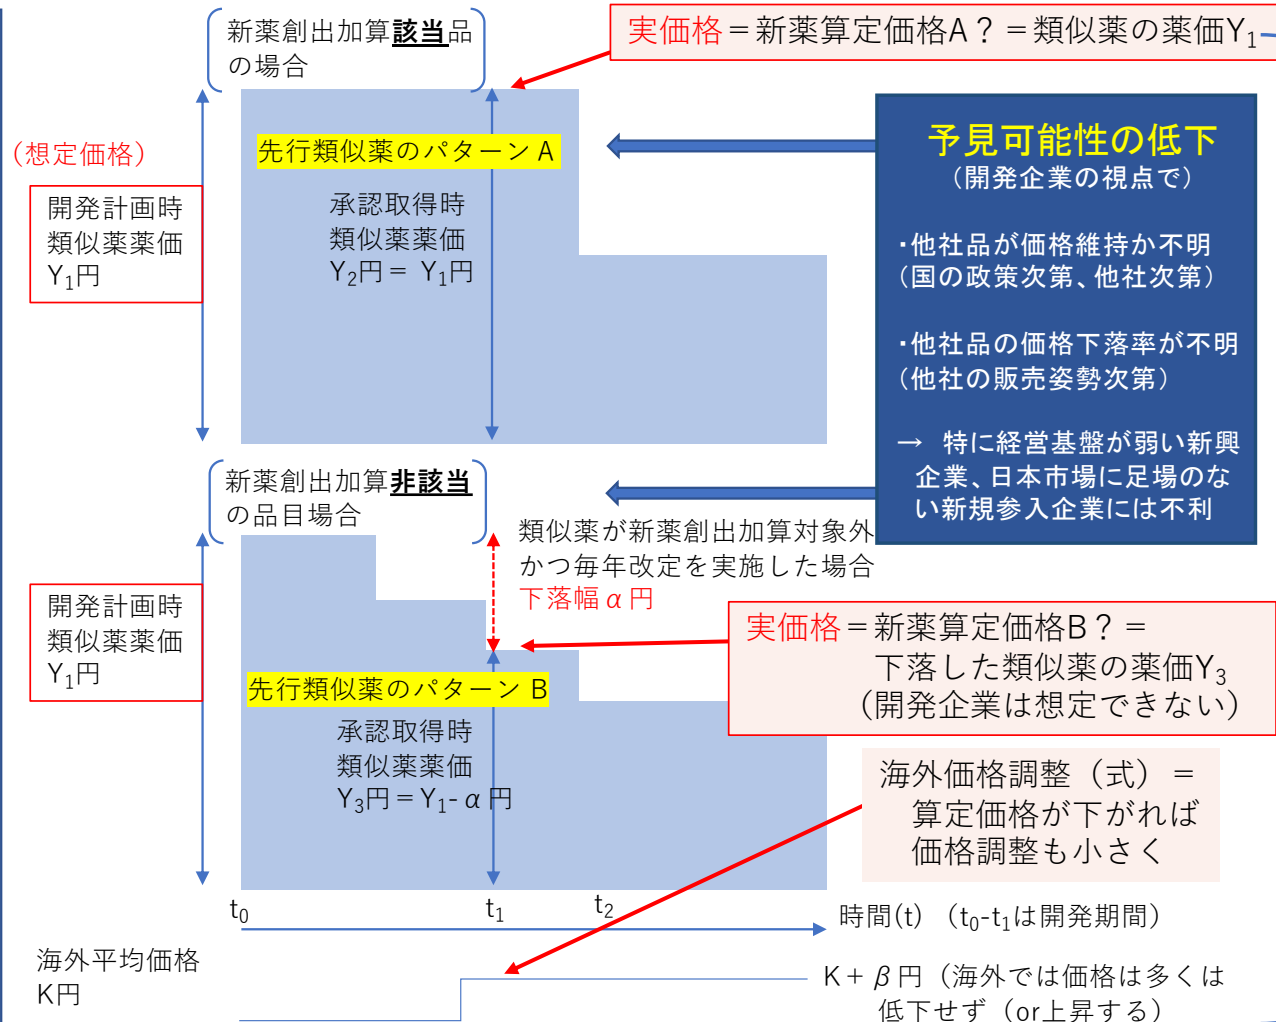 新薬創出加算該当品
の場合
実価格＝新薬算定価格A？＝類似薬の薬価Y₁
（想定価格）
開発計画時
類似薬薬価
Y₁円
先行類似薬のパターン A
承認取得時
類似薬薬価
Y₂円＝ Y₁円
予見可能性の低下
（開発企業の視点で）
・他社品が価格維持か不明
（国の政策次第、他社次第）
・他社品の価格下落率が不明
（他社の販売姿勢次第）
→ 特に経営基盤が弱い新興
企業、日本市場に足場のな
い新規参入企業には不利
新薬創出加算非該当
の品目場合
類似薬が新薬創出加算対象外
かつ毎年改定を実施した場合
下落幅α円
開発計画時
類似薬薬価
Y₁円
先行類似薬のパターン B
承認取得時
類似薬薬価
Y₃円＝Y₁-α円
実価格＝新薬算定価格B？＝
下落した類似薬の薬価Y₃
（開発企業は想定できない）
海外価格調整（式）＝
算定価格が下がれば
価格調整も小さく
t₀
t₁
t₂
時間(t) （t₀-t₁は開発期間）
海外平均価格
K円
K＋β円（海外では価格は多くは
低下せず（or上昇する）